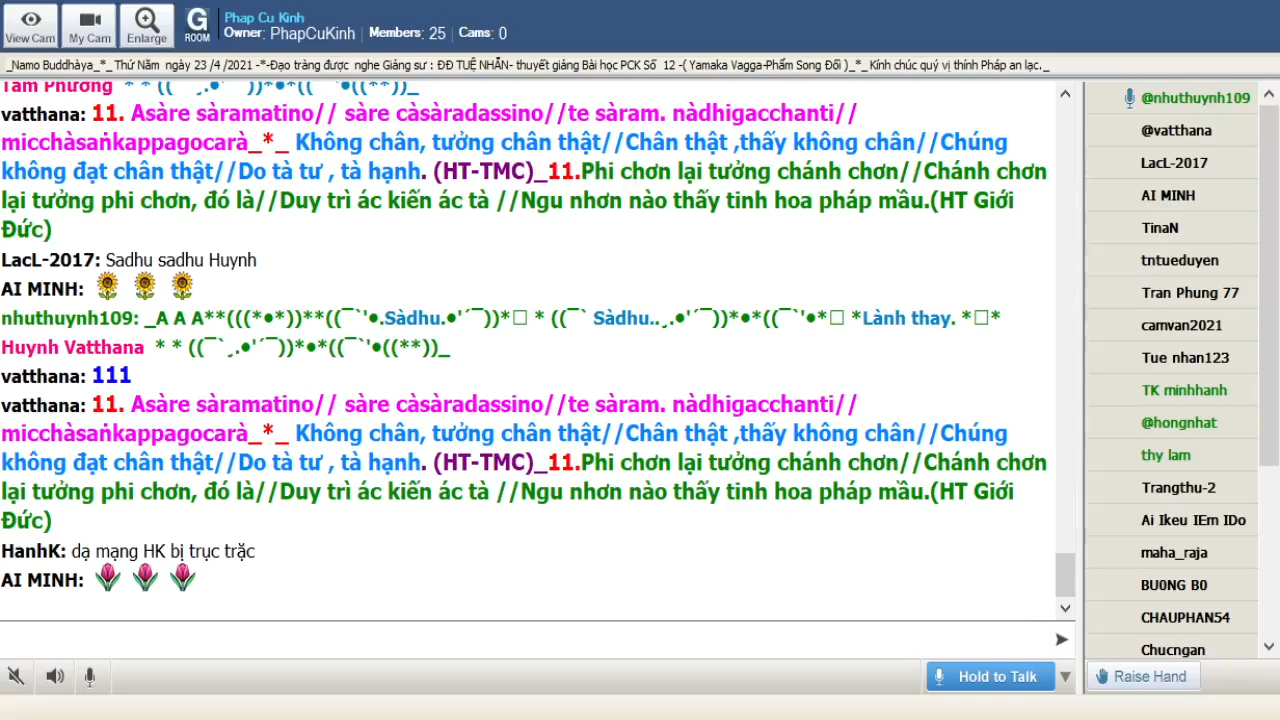 View Cam
My Cam
Enlarge
G
ROOM
Phap Cu Kinh
Owner: PhapCuKinh | Members: 25 | Cams: 0
_Namo Buddhàya_*_ Thứ Năm ngày 23 /4 /2021 -*-Đạo tràng được nghe Giảng sư : ĐĐ TUỆ NHẪN- thuyết giảng Bài học PCK Số 12 -( Yamaka Vagga-Phẩm Song Đối )_*_ Kính chúc quý vị thính Pháp an lạc._
Tâm Phương
vatthana: 11. Asàre sàramatino// sàre càsàradassino//te sàram. nàdhigacchanti//
micchàsaṅkappagocarà_*_ Không chân, tưởng chân thật//Chân thật ,thấy không chân//Chúng
không đạt chân thật//Do tà tư , tà hạnh. (HT-TMC)_11.Phi chơn lại tưởng chánh chơn//Chánh chơn
lại tưởng phi chơn, đó là//Duy trì ác kiến ác tà //Ngu nhơn nào thấy tinh hoa pháp mầu.(HT Giới
Đức)
LacL-2017: Sadhu sadhu Huynh
AI MINH:
nhuthuynh109: _A A A**(((*•*))**((¯`'•.Sàdhu.•'´¯))*□ * ((¯` Sàdhu..¸.•'´¯))*•*((¯`'•*□ *Lành thay. *□*
Huynh Vatthana * * ((¯`¸.•'´¯))*•*((¯`'•((**))_
vatthana: 111
vatthana: 11. Asàre sàramatino// sàre càsàradassino//te sàram. nàdhigacchanti//
micchàsaṅkappagocarà_*_ Không chân, tưởng chân thật//Chân thật ,thấy không chân//Chúng
không đạt chân thật//Do tà tư , tà hạnh. (HT-TMC)_11.Phi chơn lại tưởng chánh chơn//Chánh chơn
lại tưởng phi chơn, đó là//Duy trì ác kiến ác tà //Ngu nhơn nào thấy tinh hoa pháp mầu.(HT Giới
Đức)
HanhK: dạ mạng HK bị trục trặc
AI MINH:
@nhuthuynh109
@vatthana
LacL-2017
AI MINH
TinaN
tntueduyen
Tran Phung 77
camvan2021
Tue nhan123
TK minhhanh
@hongnhat
thy lam
Trangthu-2
Ai Ikeu IEm IDo
maha_raja
BU0NG B0
CHAUPHAN54
Chucngan
Hold to Talk
Raise Hand